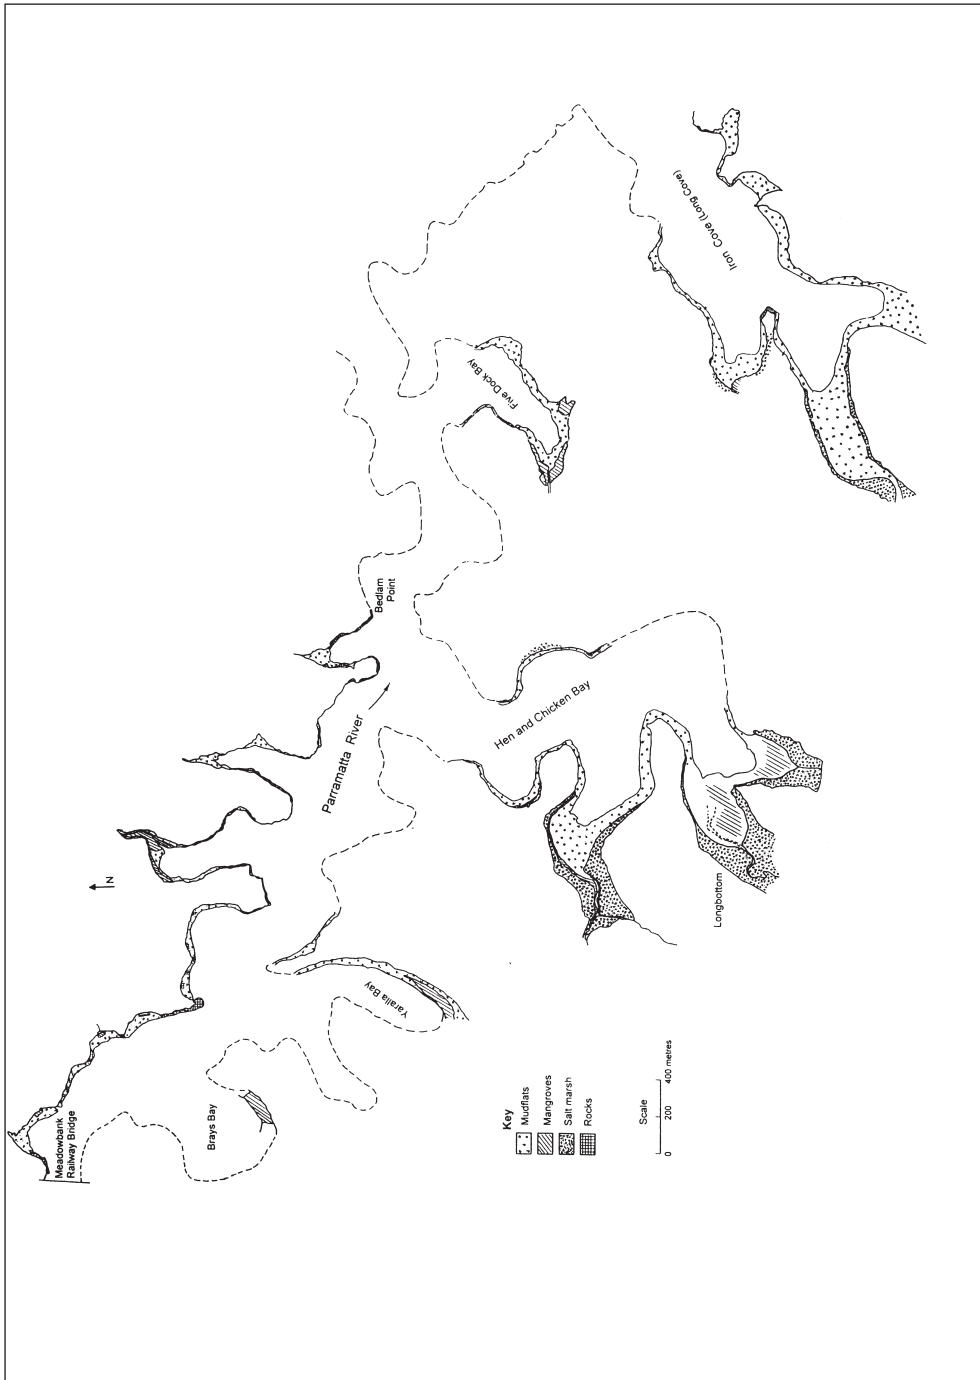 Meadowbank
Railway Bridge
Brays Bay
Yaralla Bay
N
Parramatta River
Bedlam
Point
Hen and Chicken Bay
Longbottom
Five Dock Bay
Iron Cove (Long Cove)
Key
Mudflats
Mangroves
Salt marsh
Rocks
Scale
0 200 400 metres